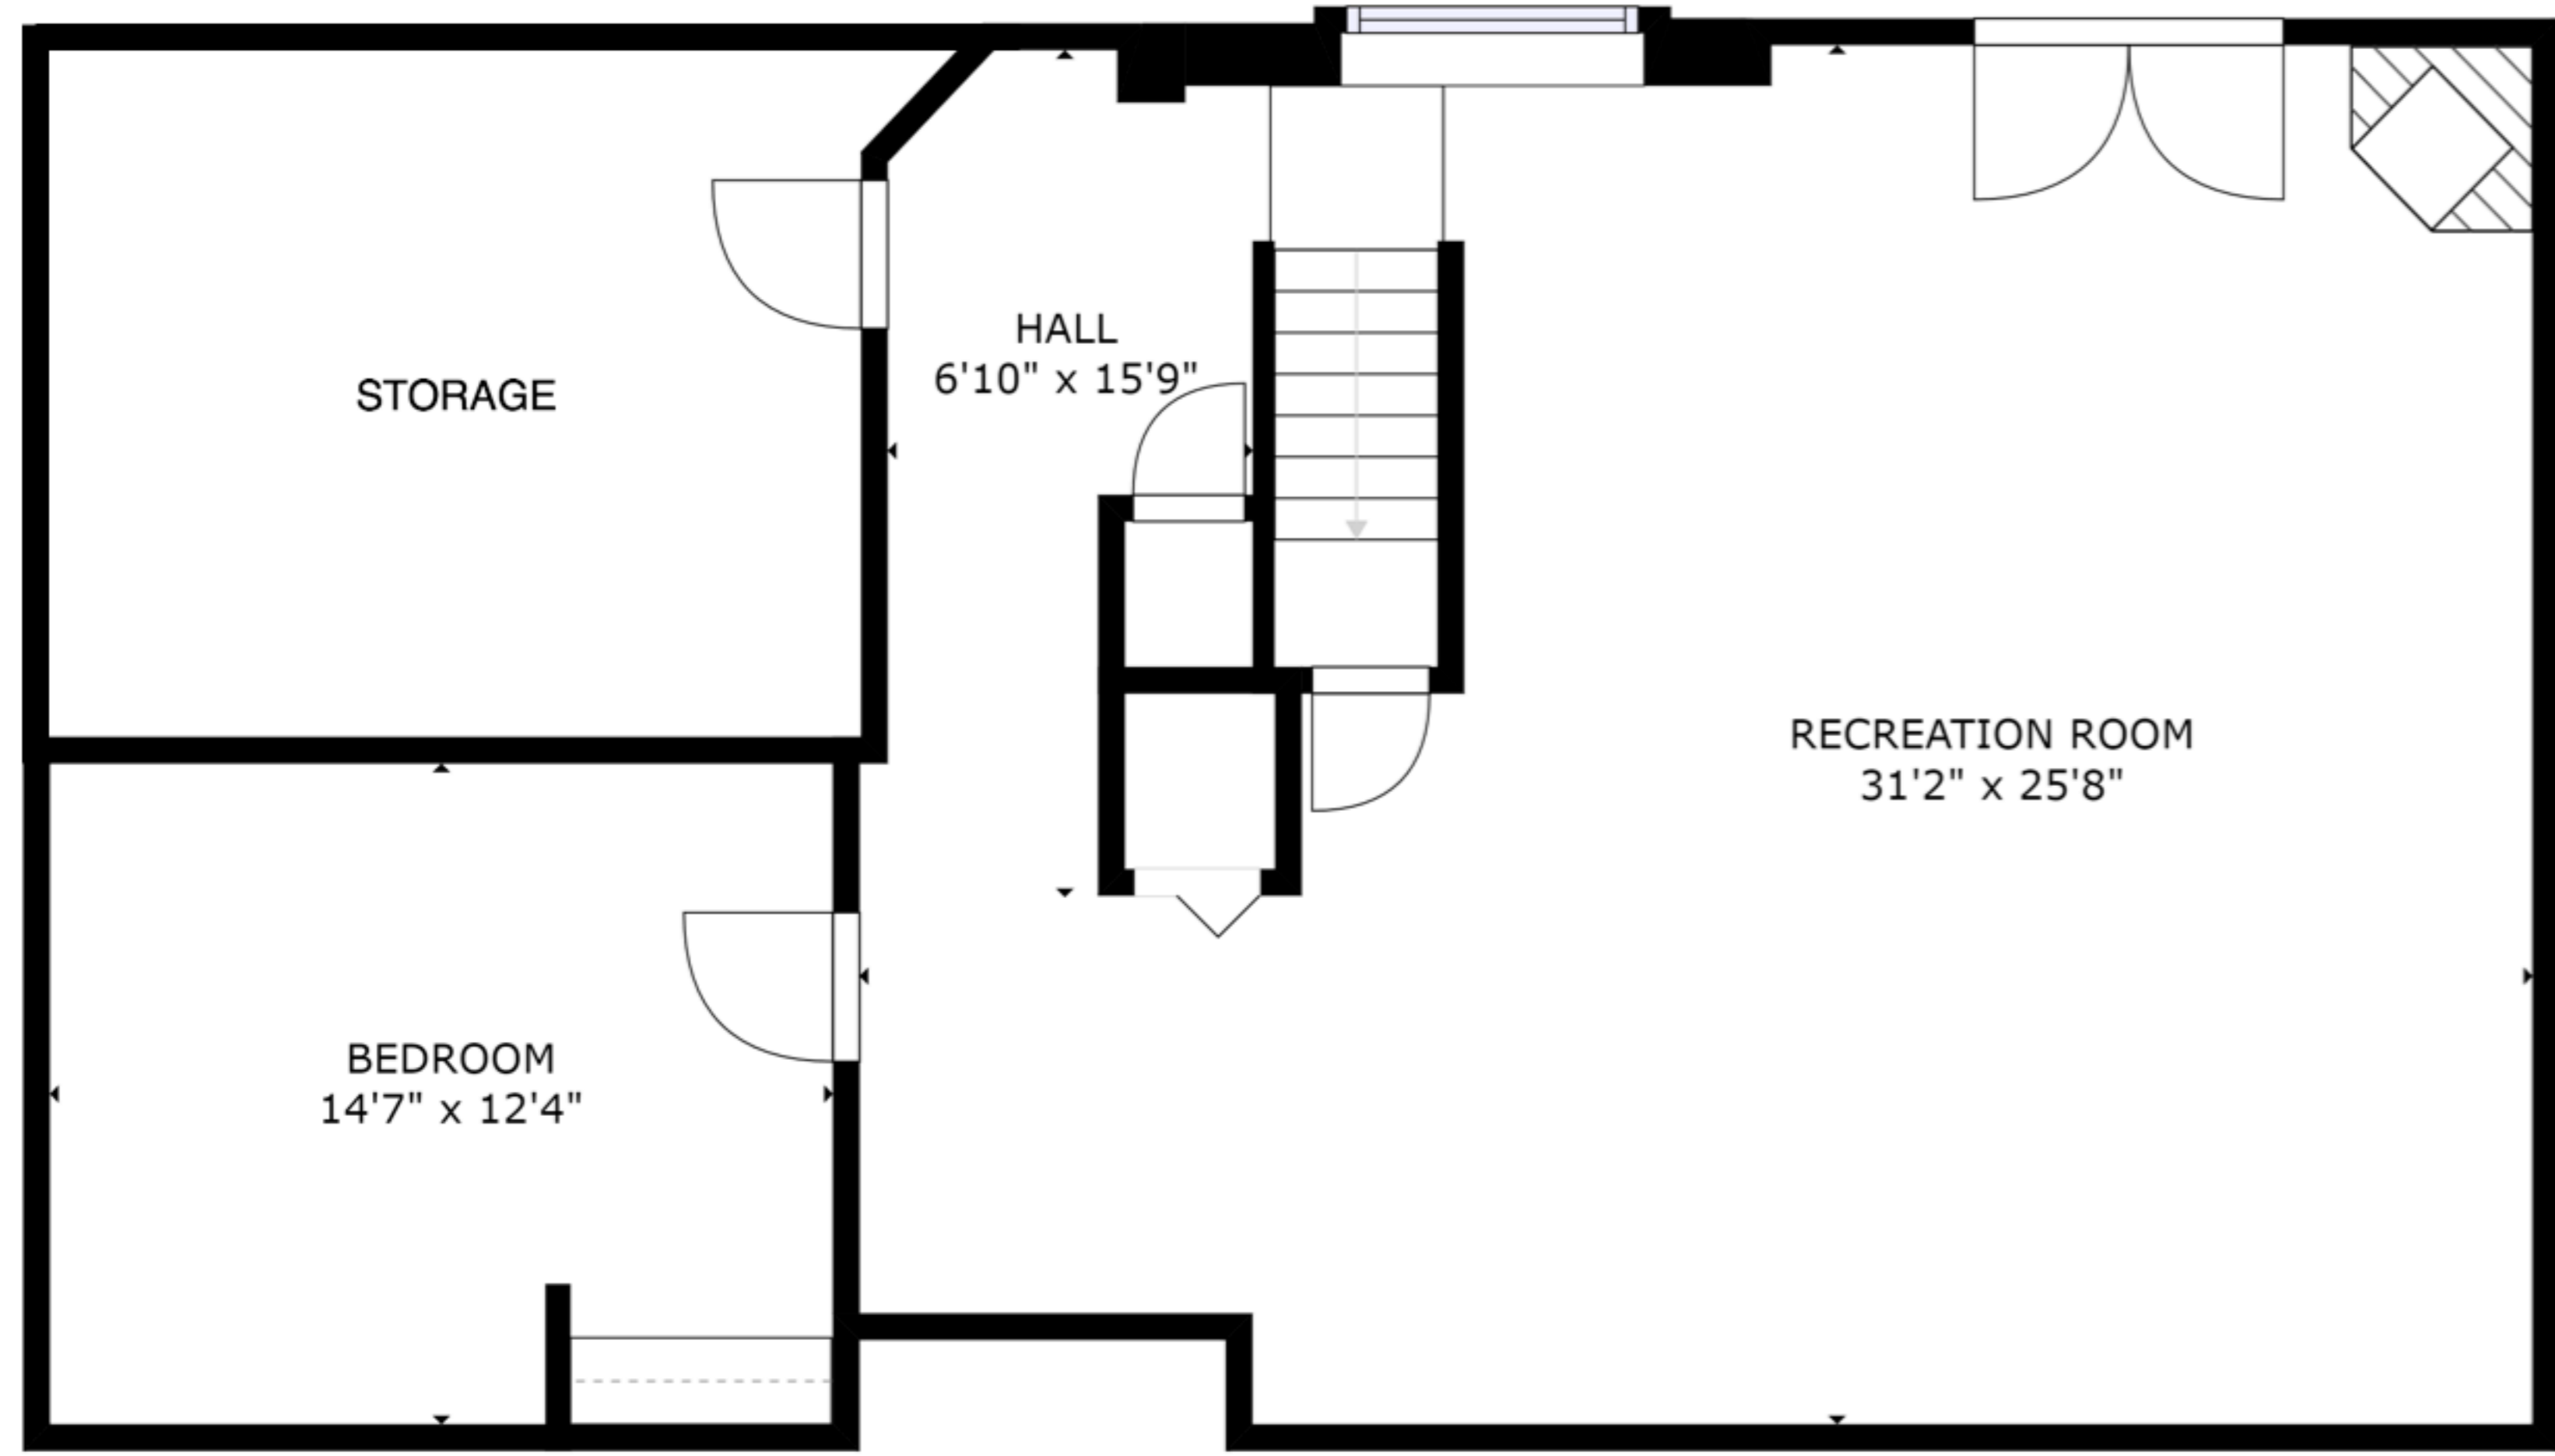 HALL
6'10" x 15'9"
STORAGE
RECREATION ROOM
31'2" x 25'8"
BEDROOM
14'7" x 12'4"